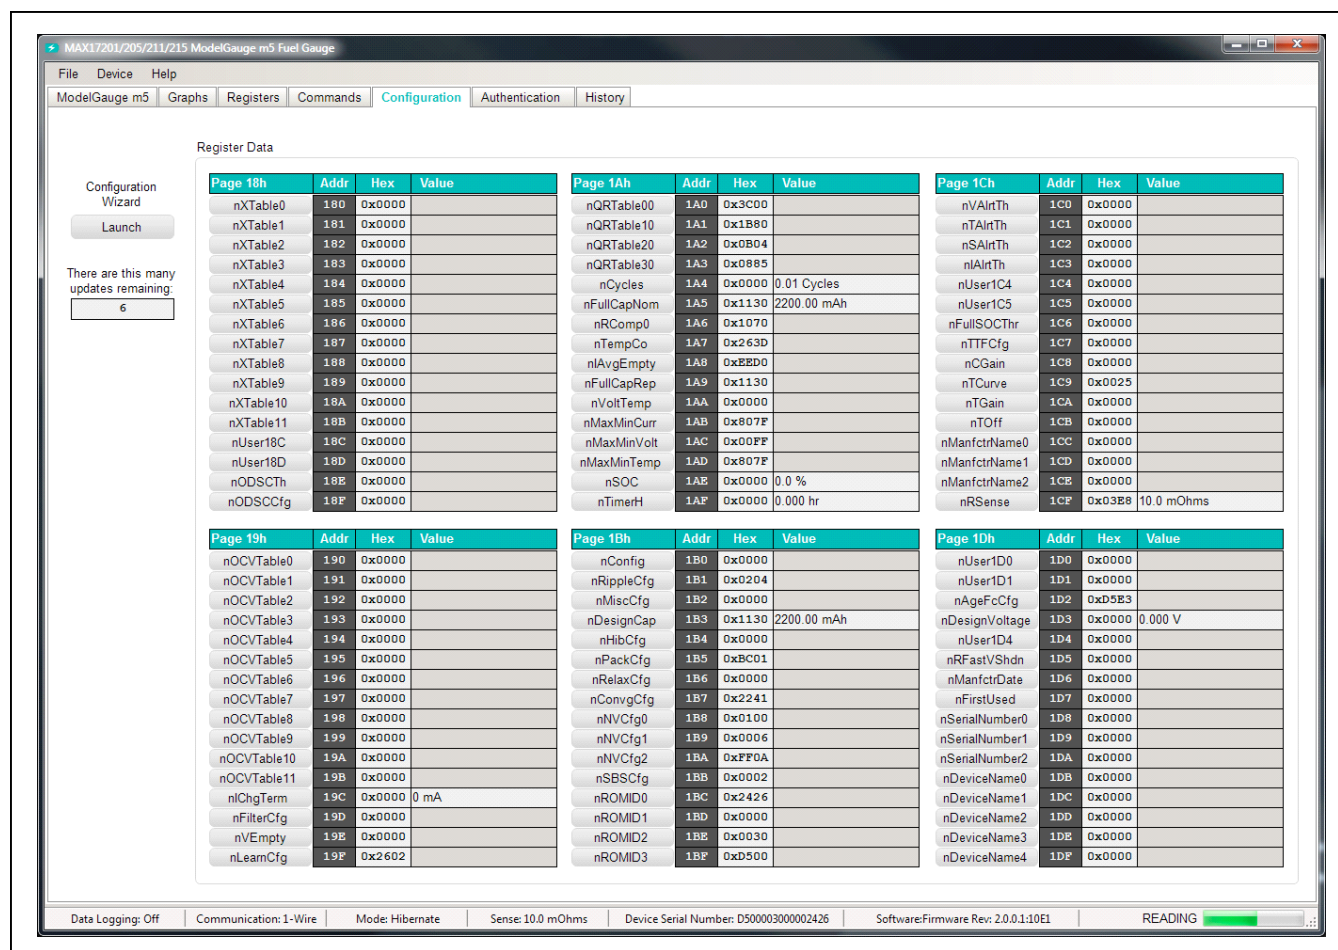 MAX17201/205/211/215 ModelGauge m5 Fuel Gauge
File Device Help
ModelGauge m5 Graphs Registers Commands Configuration Authentication History
Register Data
Configuration
Wizard
Launch
There are this many
updates remaining:
6
Page 18h Addr Hex Value
nXTable0 180 0x0000
nXTable1 181 0x0000
nXTable2 182 0x0000
nXTable3 183 0x0000
nXTable4 184 0x0000
nXTable5 185 0x0000
nXTable6 186 0x0000
nXTable7 187 0x0000
nXTable8 188 0x0000
nXTable9 189 0x0000
nXTable10 18A 0x0000
nXTable11 18B 0x0000
nUser18C 18C 0x0000
nUser18D 18D 0x0000
nODSCTh 18E 0x0000
nODSCCfg 18F 0x0000
Page 1Ah Addr Hex Value
nQRTable00 1A0 0x3C00
nQRTable10 1A1 0x1B80
nQRTable20 1A2 0x0B04
nQRTable30 1A3 0x0885
nCycles 1A4 0x0000 0.01 Cycles
nFullCapNom 1A5 0x1130 2200.00 mAh
nRComp0 1A6 0x1070
nTempCo 1A7 0x263D
nIAvgEmpty 1A8 0xEED0
nFullCapRep 1A9 0x1130
nVoltTemp 1AA 0x0000
nMaxMinCurr 1AB 0x807F
nMaxMinVolt 1AC 0x00FF
nMaxMinTemp 1AD 0x807F
nSOC 1AE 0x0000 0.0 %
nTimerH 1AF 0x0000 0.000 hr
Page 1Ch Addr Hex Value
nVAlrtTh 1C0 0x0000
nTAlrtTh 1C1 0x0000
nSAlrtTh 1C2 0x0000
nIAlrtTh 1C3 0x0000
nUser1C4 1C4 0x0000
nUser1C5 1C5 0x0000
nFullSOCThr 1C6 0x0000
nTTFCfg 1C7 0x0000
nCGain 1C8 0x0000
nTCurve 1C9 0x0025
nTGain 1CA 0x0000
nTOff 1CB 0x0000
nManfctrName0 1CC 0x0000
nManfctrName1 1CD 0x0000
nManfctrName2 1CE 0x0000
nRSense 1CF 0x03E8 10.0 mOhms
Page 19h Addr Hex Value
nOCVTable0 190 0x0000
nOCVTable1 191 0x0000
nOCVTable2 192 0x0000
nOCVTable3 193 0x0000
nOCVTable4 194 0x0000
nOCVTable5 195 0x0000
nOCVTable6 196 0x0000
nOCVTable7 197 0x0000
nOCVTable8 198 0x0000
nOCVTable9 199 0x0000
nOCVTable10 19A 0x0000
nOCVTable11 19B 0x0000
nIChgTerm 19C 0x0000 0 mA
nFilterCfg 19D 0x0000
nVEmpty 19E 0x0000
nLearnCfg 19F 0x2602
Page 1Bh Addr Hex Value
nConfig 1B0 0x0000
nRippleCfg 1B1 0x0204
nMiscCfg 1B2 0x0000
nDesignCap 1B3 0x1130 2200.00 mAh
nHibCfg 1B4 0x0000
nPackCfg 1B5 0xBC01
nRelaxCfg 1B6 0x0000
nConvgCfg 1B7 0x2241
nNVCfg0 1B8 0x0100
nNVCfg1 1B9 0x0006
nNVCfg2 1BA 0xFF0A
nSBSCfg 1BB 0x0002
nROMID0 1BC 0x2426
nROMID1 1BD 0x0000
nROMID2 1BE 0x0030
nROMID3 1BF 0xD500
Page 1Dh Addr Hex Value
nUser1D0 1D0 0x0000
nUser1D1 1D1 0x0000
nAgeFcCfg 1D2 0xD5E3
nDesignVoltage 1D3 0x0000 0.000 V
nUser1D4 1D4 0x0000
nRFastVShdn 1D5 0x0000
nManfctrDate 1D6 0x0000
nFirstUsed 1D7 0x0000
nSerialNumber0 1D8 0x0000
nSerialNumber1 1D9 0x0000
nSerialNumber2 1DA 0x0000
nDeviceName0 1DB 0x0000
nDeviceName1 1DC 0x0000
nDeviceName2 1DD 0x0000
nDeviceName3 1DE 0x0000
nDeviceName4 1DF 0x0000
Data Logging: Off Communication: 1-Wire Mode: Hibernate Sense: 10.0 mOhms Device Serial Number: D500003000002426 Software:Firmware Rev: 2.0.0.1:10E1 READING